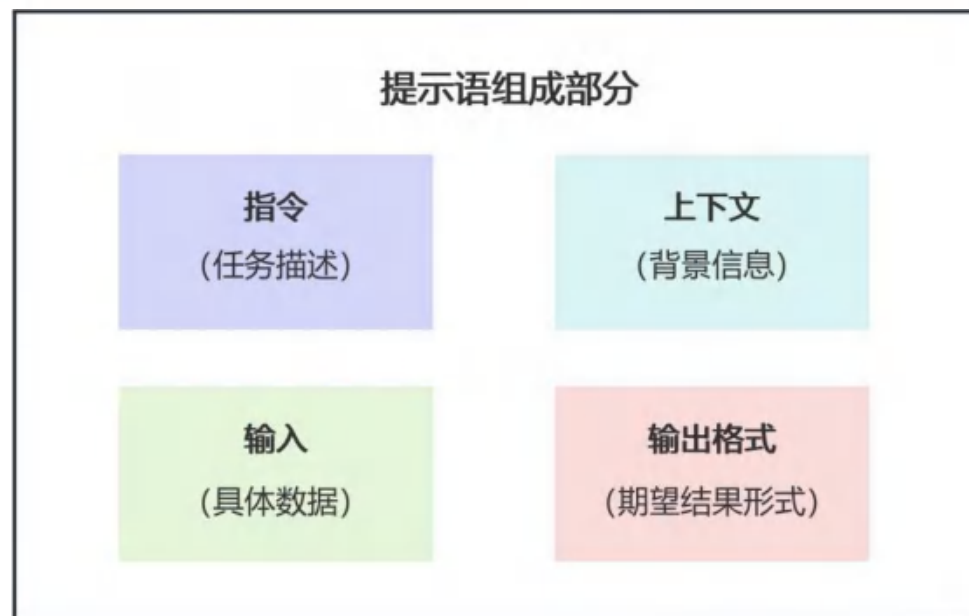 提示语组成部分
指令
(任务描述)
上下文
(背景信息)
输入
(具体数据)
输出格式
(期望结果形式)